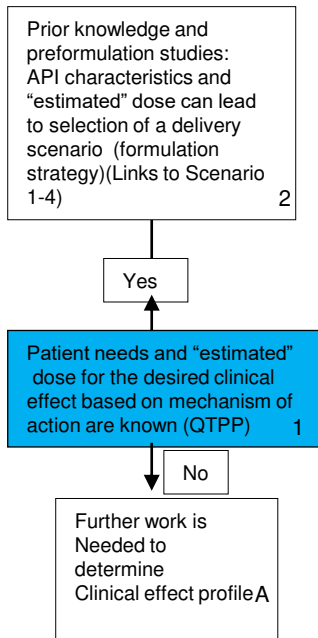 Prior knowledge and
preformulation studies:
API characteristics and
“estimated” dose can lead
to selection of a delivery
scenario  (formulation
strategy)(Links to Scenario
1-4)
2
Yes
Patient needs and “estimated”
dose for the desired clinical
effect based on mechanism of
action are known (QTPP)
1
No
Further work is
Needed to
determine
Clinical effect profile A